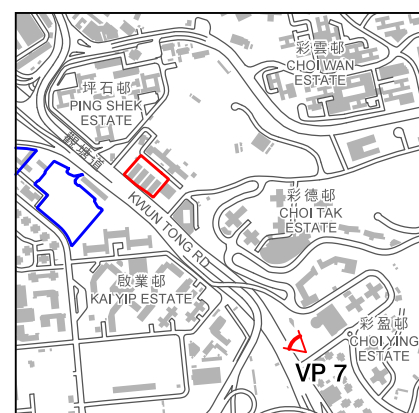 彩雲邨
CHOI WAN
ESTATE
坪石邨
PING SHEK
ESTATE
觀塘道
KWUN TONG RD
彩德邨
CHOI TAK
ESTATE
啟業邨
KAI YIP ESTATE
彩盈邨
CHOI YING
ESTATE
VP 7